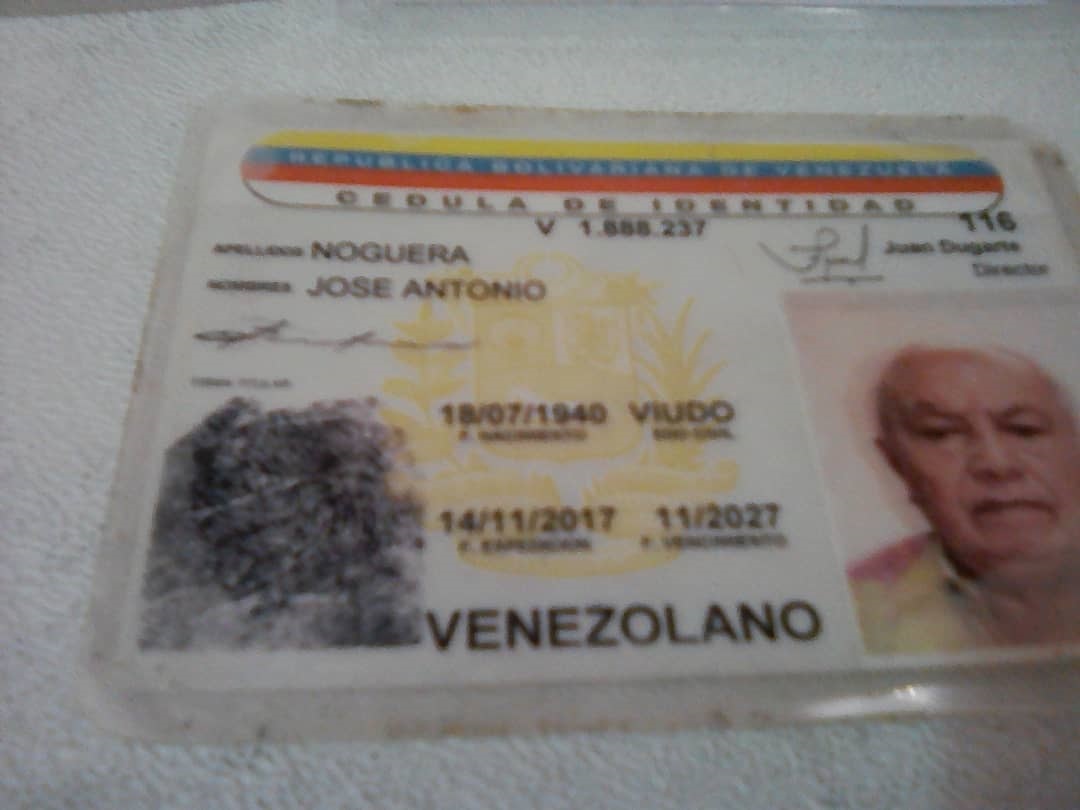 REPUBLICA BOLIVARIANA DE VENEZUELA
CEDULA DE IDENTIDAD
V 1.888.237
116
Juan Dugarte
Director
APELLIDOS NOGUERA
NOMBRES JOSE ANTONIO
FIRMA TITULAR
18/07/1940 VIUDO
F. NACIMIENTO EDO CIVIL
14/11/2017 11/2027
F. EXPEDICION F. VENCIMIENTO
VENEZOLANO